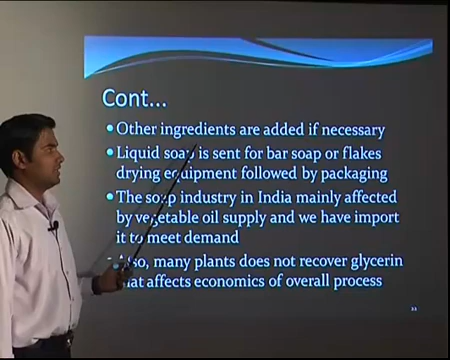 Cont...
Other ingredients are added if necessary
Liquid soap is sent for bar soap or flakes
drying equipment followed by packaging
The soap industry in India mainly affected
by vegetable oil supply and we have import
it to meet demand
Also, many plants does not recover glycerin
that affects economics of overall process